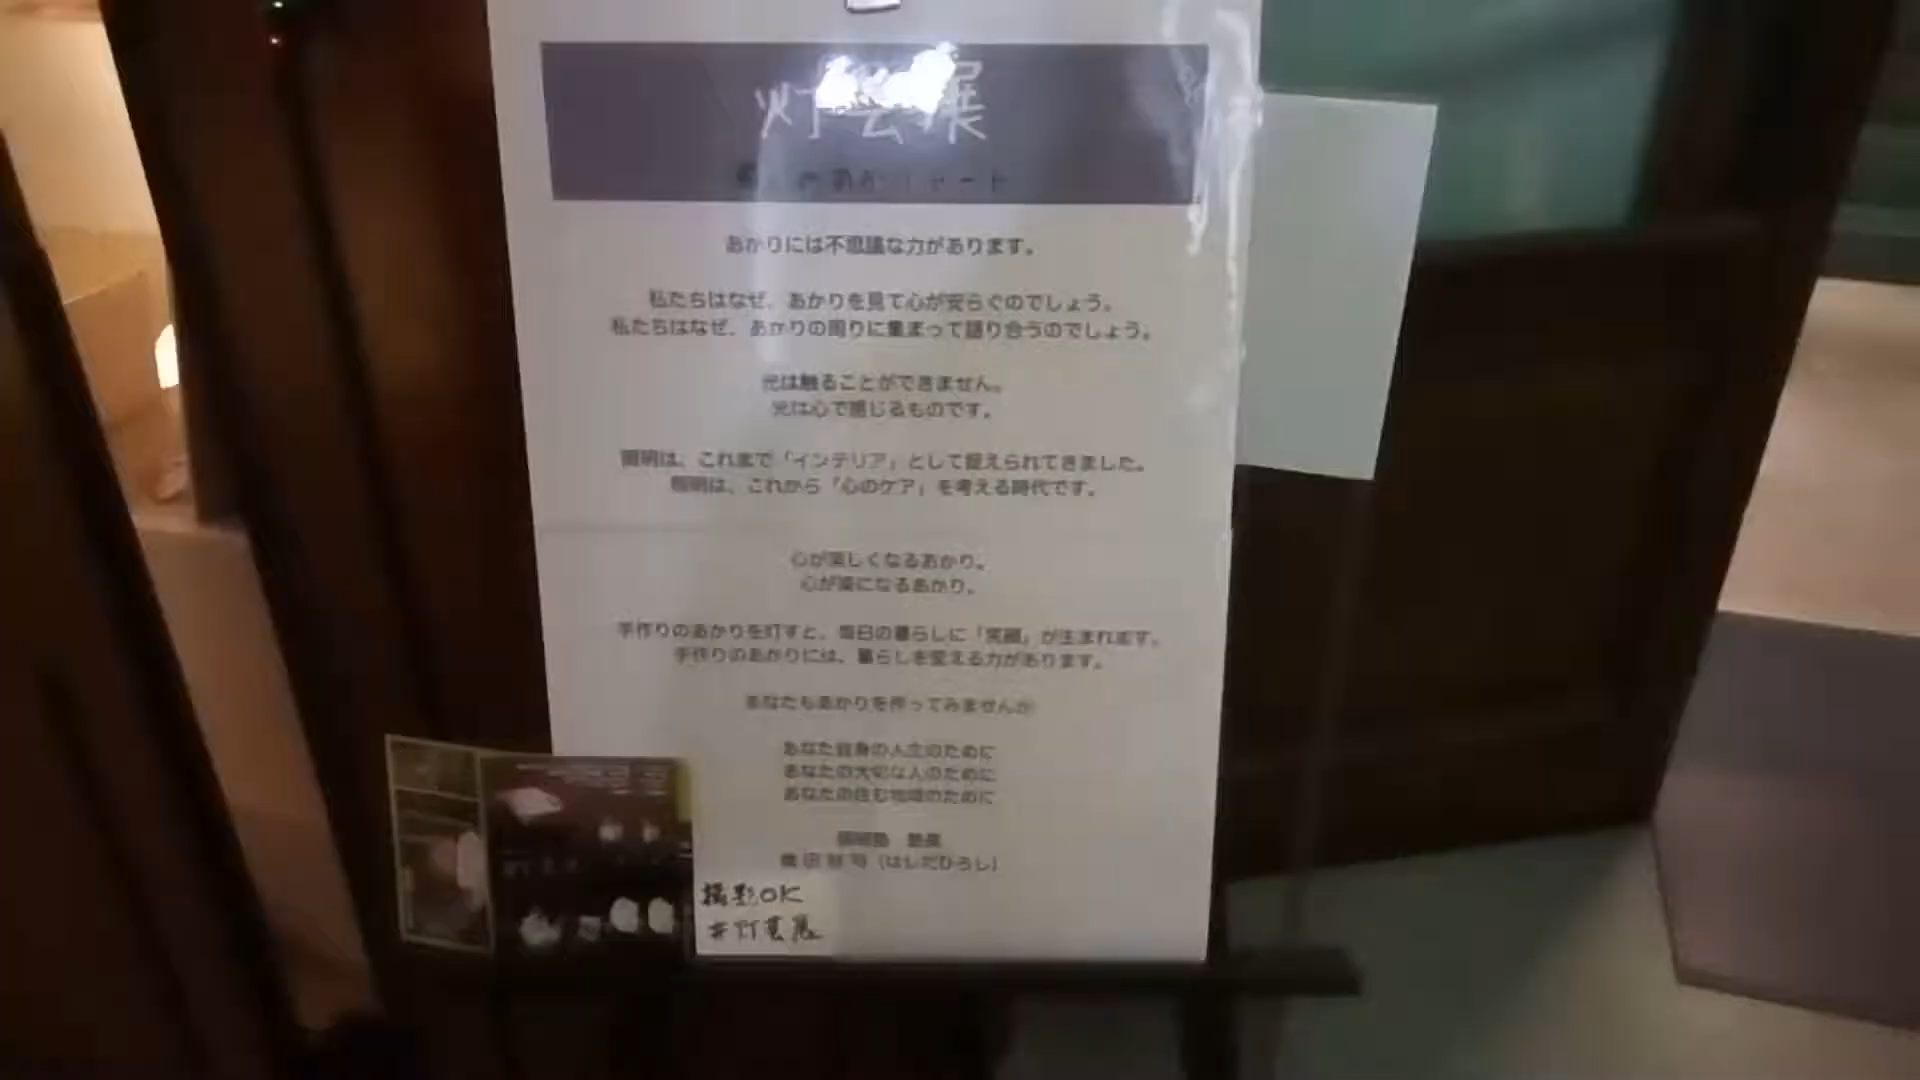 灯芸展
あかりには不思議な力があります。
私たちはなぜ、あかりを見て心が安らぐのでしょう。
私たちはなぜ、あかりの周りに集まって語り合うのでしょう。
光は触ることができません。
光は心で感じるものです。
照明は、これまで「インテリア」として捉えられてきました。
照明は、これから「心のケア」を考える時代です。
心が楽しくなるあかり。
心が楽になるあかり。
手作りのあかりを灯すと、毎日の暮らしに「笑顔」が生まれます。
手作りのあかりには、暮らしを変える力があります。
あなたもあかりを作ってみませんか
あなた自身の人生のために
あなたの大切な人のために
あなたの住む地域のために
塾長
(はしだひろし)
撮影OK
#灯芸展